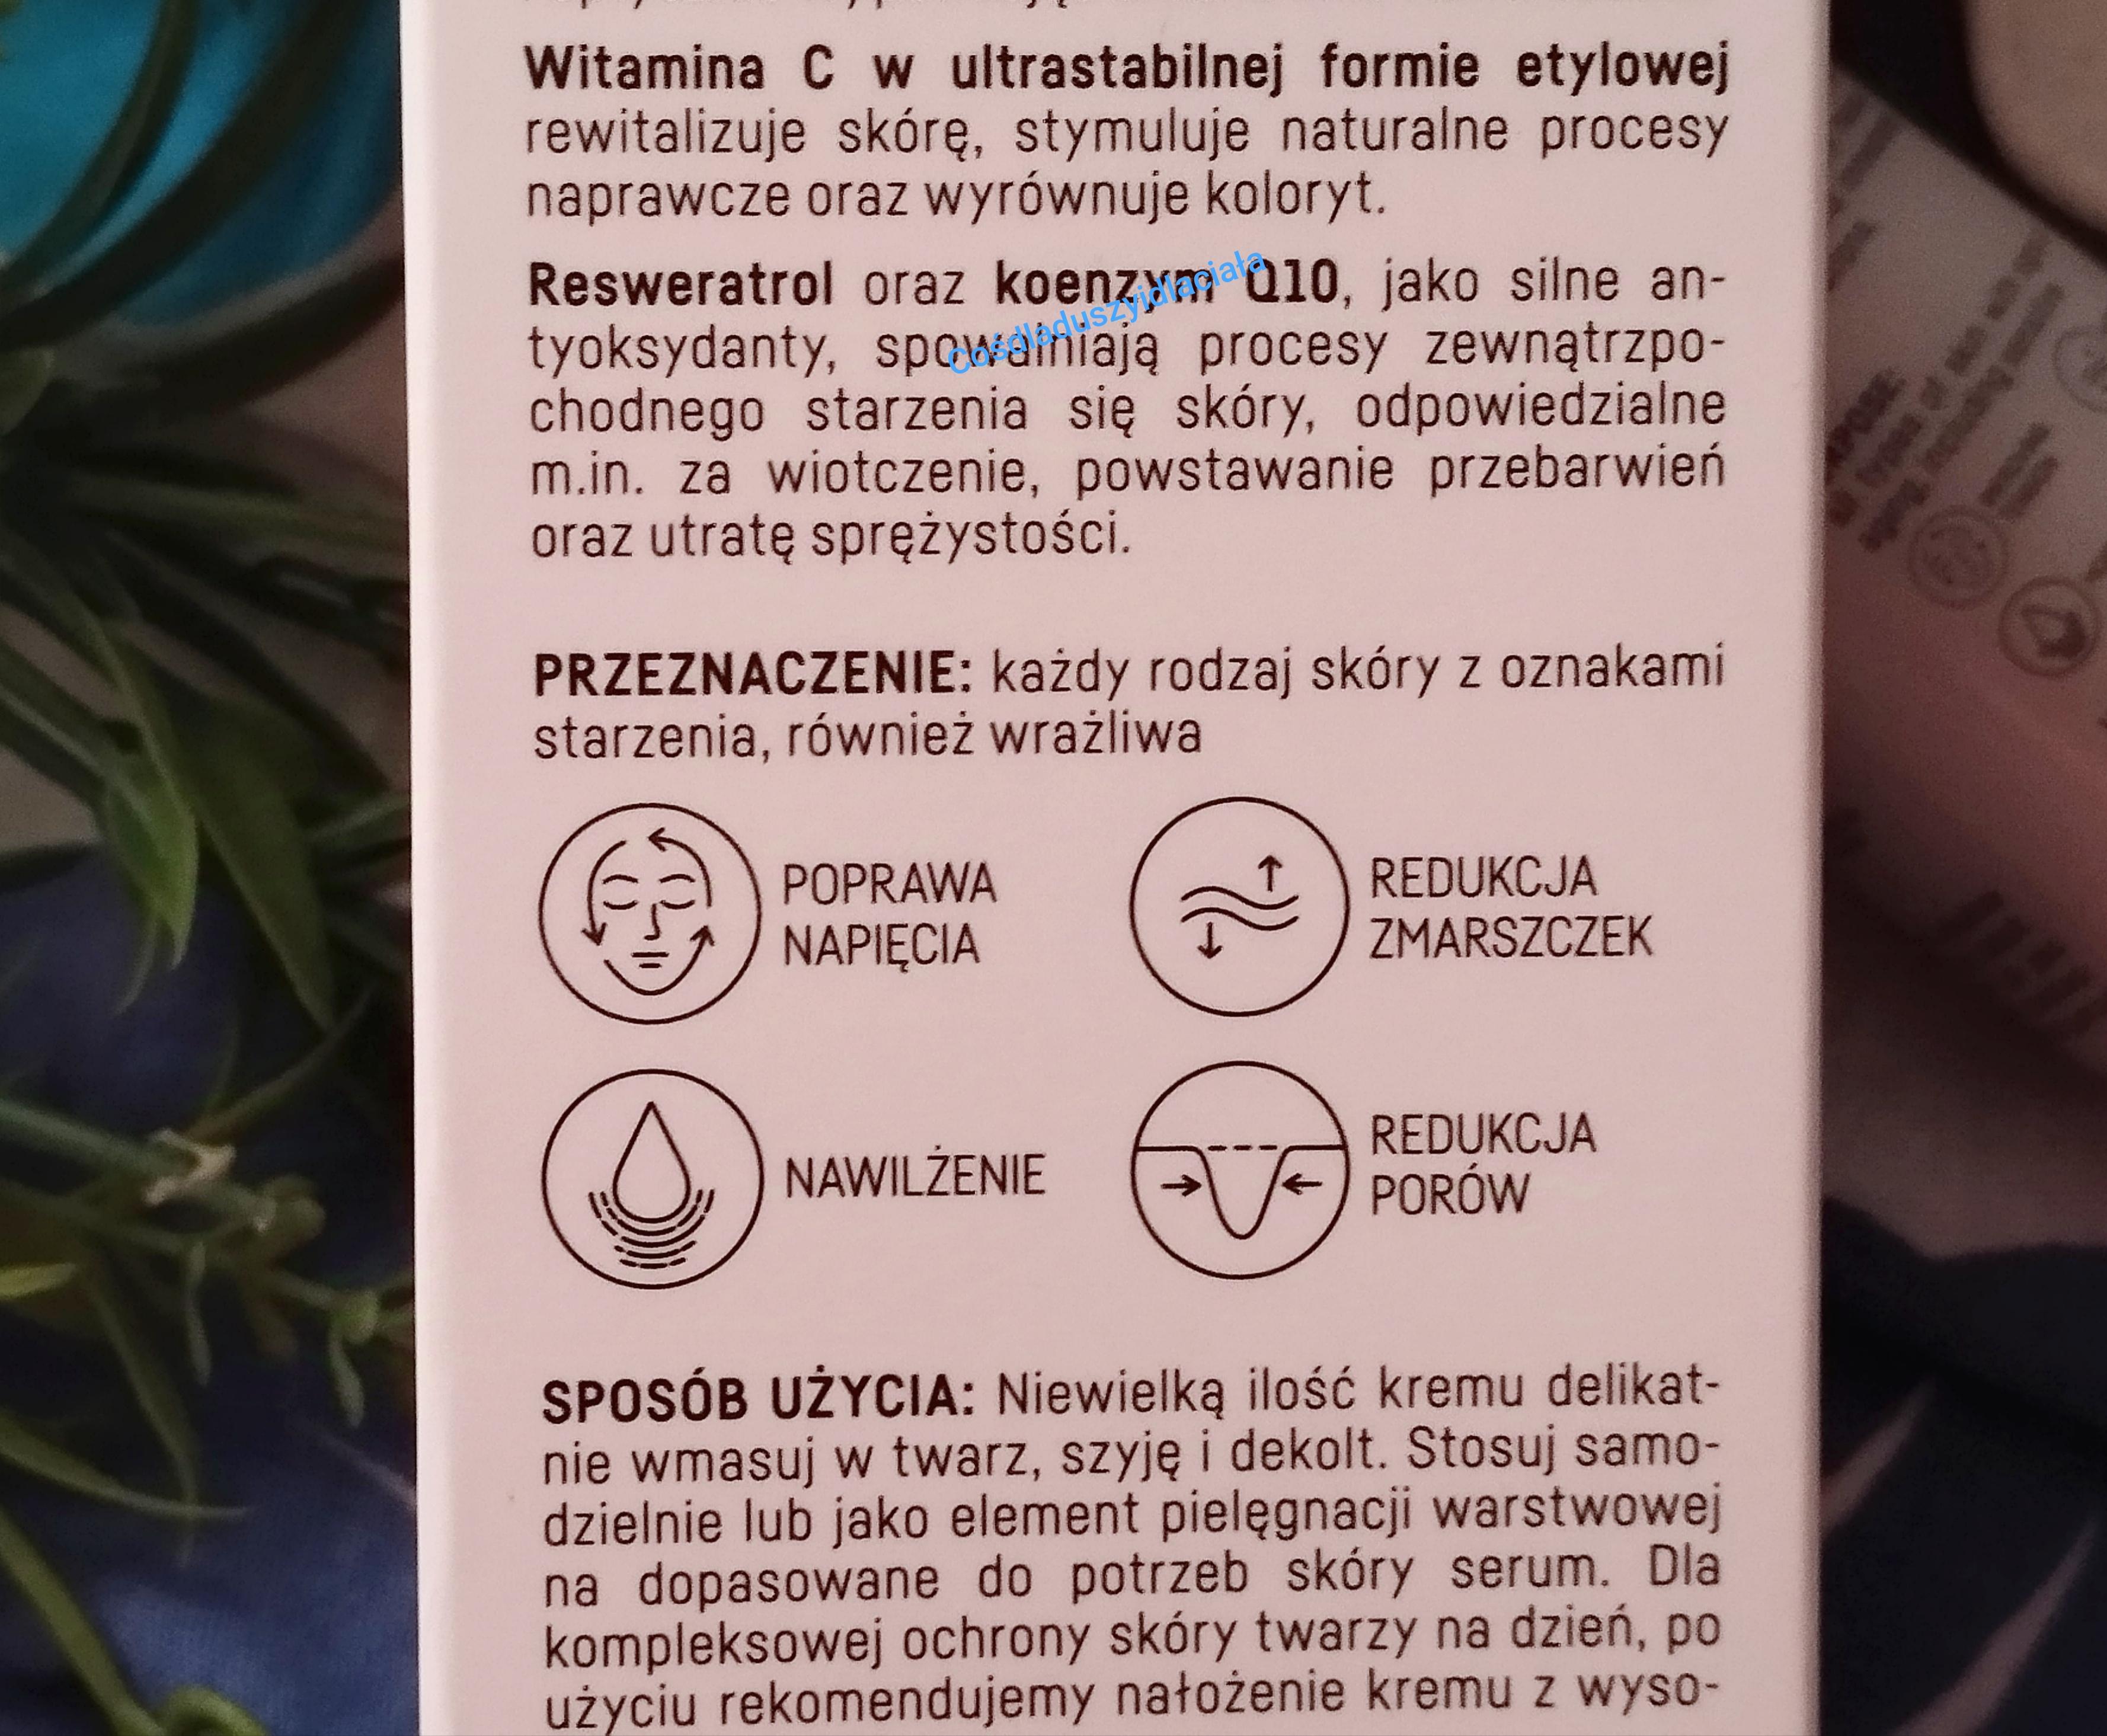 Witamina C w ultrastabilnej formie etylowej
rewitalizuje skórę, stymuluje naturalne procesy
naprawcze oraz wyrównuje koloryt.
Resweratrol oraz koenzym Q10, jako silne an-
tyoksydanty, spowalniają procesy zewnątrzpo-
chodnego starzenia się skóry, odpowiedzialne
m.in. za wiotczenie, powstawanie przebarwień
oraz utratę sprężystości.
Cośdladuszyidlaciała
PRZEZNACZENIE: każdy rodzaj skóry z oznakami
starzenia, również wrażliwa
POPRAWA
NAPIĘCIA
REDUKCJA
ZMARSZCZEK
NAWILŻENIE
REDUKCJA
PORÓW
SPOSÓB UŻYCIA: Niewielką ilość kremu delikat-
nie wmasuj w twarz, szyję i dekolt. Stosuj samo-
dzielnie lub jako element pielęgnacji warstwowej
na dopasowane do potrzeb skóry serum. Dla
kompleksowej ochrony skóry twarzy na dzień, po
użyciu rekomendujemy nałożenie kremu z wyso-